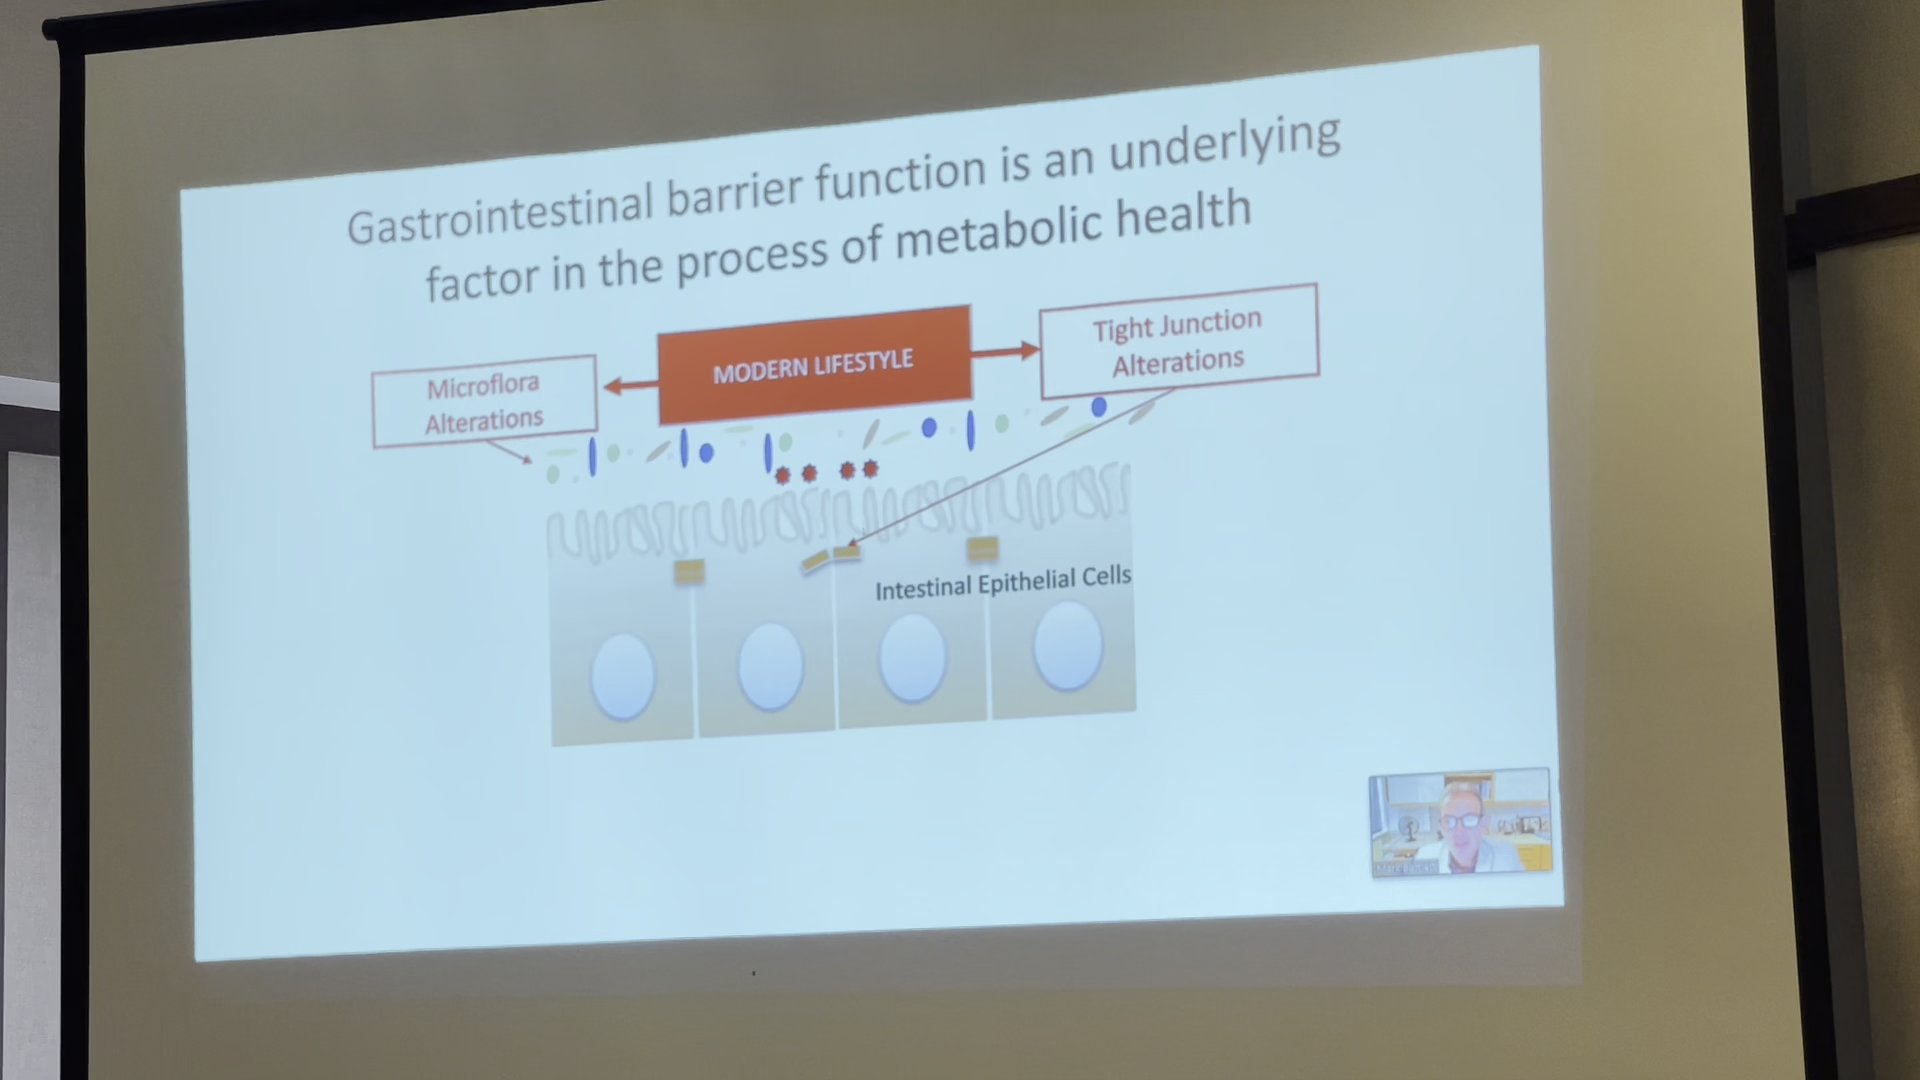 Gastrointestinal barrier function is an underlying
factor in the process of metabolic health
MODERN LIFESTYLE
Tight Junction
Alterations
Microflora
Alterations
Intestinal Epithelial Cells